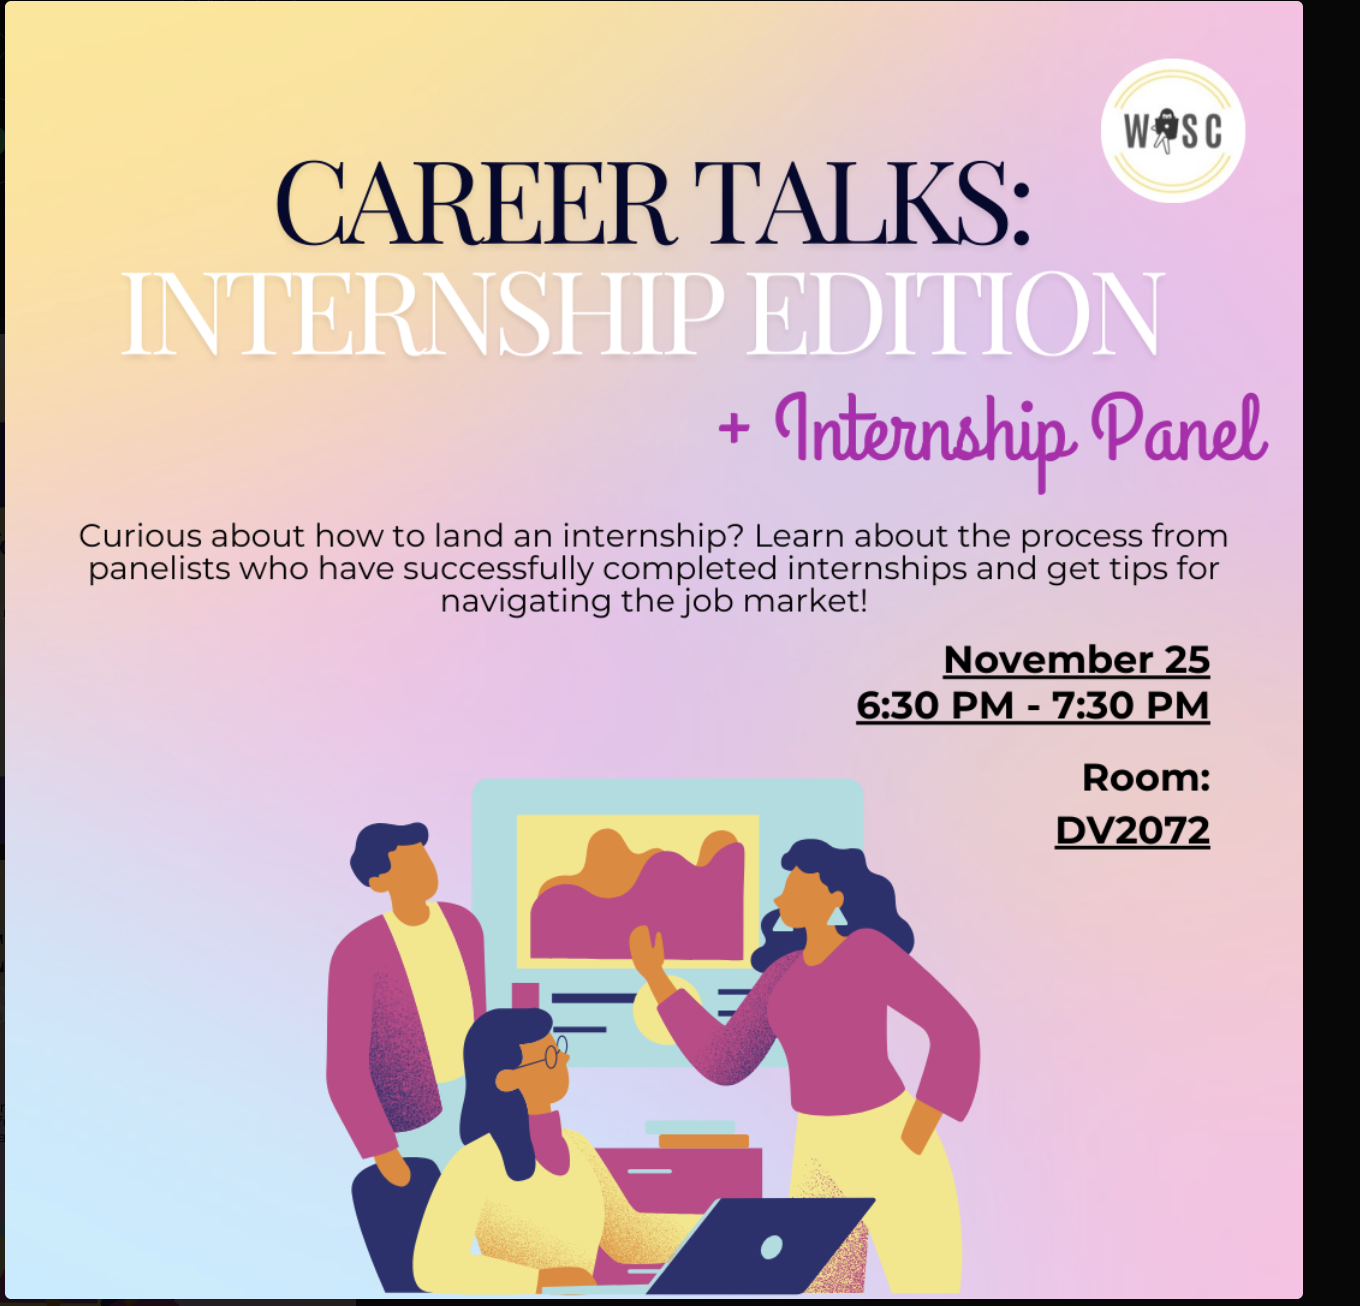 W SC
CAREER TALKS:
INTERNSHIP EDITION
+ Internship Panel
Curious about how to land an internship? Learn about the process from
panelists who have successfully completed internships and get tips for
navigating the job market!
November 25
6:30 PM - 7:30 PM
Room:
DV2072